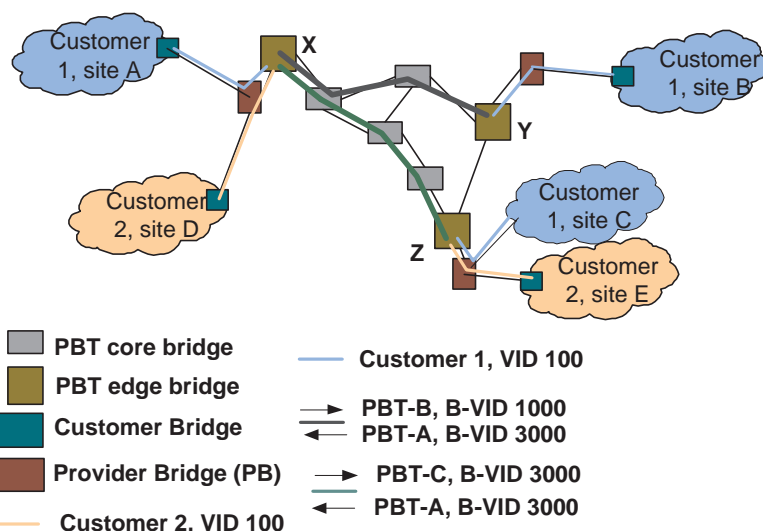 Customer
1, site A
X
Customer
1, site B
Y
Customer
2, site D
Customer
1, site C
Z
Customer
2, site E
PBT core bridge
PBT edge bridge
Customer Bridge
Provider Bridge (PB)
Customer 2, VID 100
Customer 1, VID 100
PBT-B, B-VID 1000
PBT-A, B-VID 3000
PBT-C, B-VID 3000
PBT-A, B-VID 3000